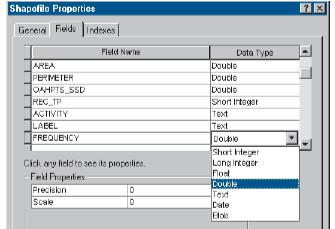 Shapefile Properties
General Fields Indexes
Field Name Data Type
AREA Double
PERIMETER Double
OAHPTS_SSD Double
REC_TP Short Integer
ACTIVITY Text
LABEL Text
FREQUENCY Double
Short Integer
Long Integer
Float
Double
Text
Date
Blob
Click any field to see its properties.
Field Properties
Precision 0
Scale 0